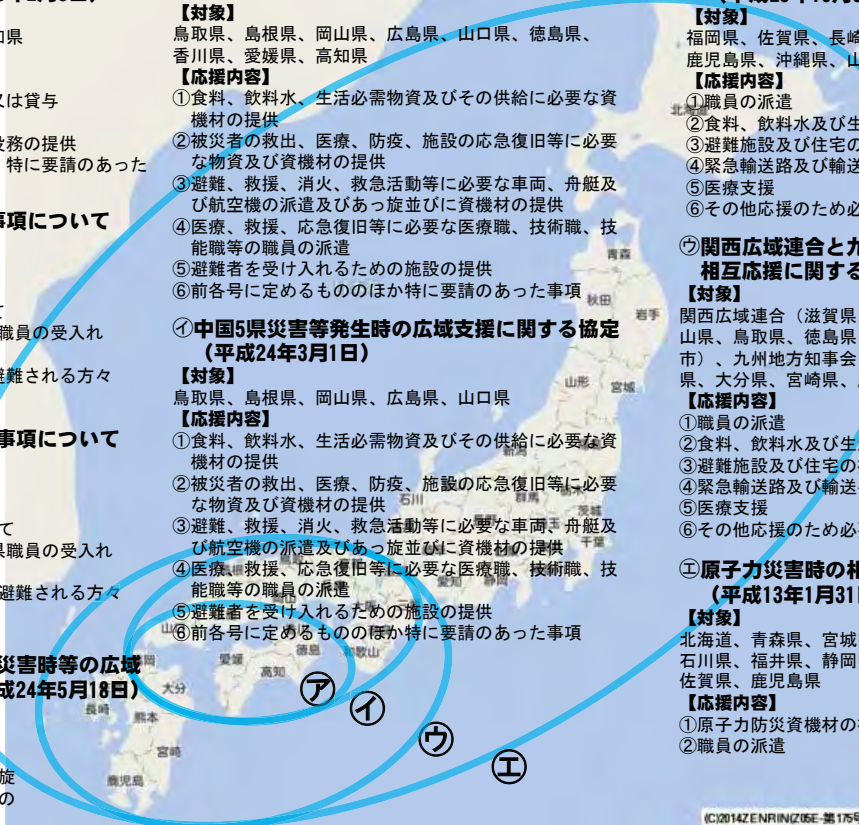 口県
又は貸与
役務の提供
特に要請のあった
事項について
て
職員の受入れ
避難される方々
事項について
て
県職員の受入れ
避難される方々
災害時等の広域
成24年5月18日）
旋
の
【対象】
鳥取県、島根県、岡山県、広島県、山口県、徳島県、
香川県、愛媛県、高知県
【応援内容】
①食料、飲料水、生活必需物資及びその供給に必要な資
機材の提供
②被災者の救出、医療、防疫、施設の応急復旧等に必要
な物資及び資機材の提供
③避難、救援、消火、救急活動等に必要な車両、舟艇及
び航空機の派遣及びあっ旋並びに資機材の提供
④医療、救援、応急復旧等に必要な医療職、技術職、技
能職等の職員の派遣
⑤避難者を受け入れるための施設の提供
⑥前各号に定めるもののほか特に要請のあった事項
㋑中国5県災害等発生時の広域支援に関する協定
（平成24年3月1日）
【対象】
鳥取県、島根県、岡山県、広島県、山口県
【応援内容】
①食料、飲料水、生活必需物資及びその供給に必要な資
機材の提供
②被災者の救出、医療、防疫、施設の応急復旧等に必要
な物資及び資機材の提供
③避難、救援、消火、救急活動等に必要な車両、舟艇及
び航空機の派遣及びあっ旋並びに資機材の提供
④医療、救援、応急復旧等に必要な医療職、技術職、技
能職等の職員の派遣
⑤避難者を受け入れるための施設の提供
⑥前各号に定めるもののほか特に要請のあった事項
【対象】
福岡県、佐賀県、長崎
鹿児島県、沖縄県、山
【応援内容】
①職員の派遣
②食料、飲料水及び生
③避難施設及び住宅の
④緊急輸送路及び輸送
⑤医療支援
⑥その他応援のため必
㋒関西広域連合と九
相互応援に関する
【対象】
関西広域連合（滋賀県
山県、鳥取県、徳島県
市）、九州地方知事会
県、大分県、宮崎県、
【応援内容】
①職員の派遣
②食料、飲料水及び生
③避難施設及び住宅の
④緊急輸送路及び輸送
⑤医療支援
⑥その他応援のため必
㋓原子力災害時の相
（平成13年1月31日
【対象】
北海道、青森県、宮城
石川県、福井県、静岡
佐賀県、鹿児島県
【応援内容】
①原子力防災資機材の
②職員の派遣
北海道
青森
秋田
岩手
山形
宮城
石川
群馬
茨城
千葉
愛知
静岡
和歌山
徳島
愛媛
高知
大分
長崎
熊本
宮崎
鹿児島
㋐
㋑
㋒
㋓
(C)2014ZENRIN(Z05E-第175号